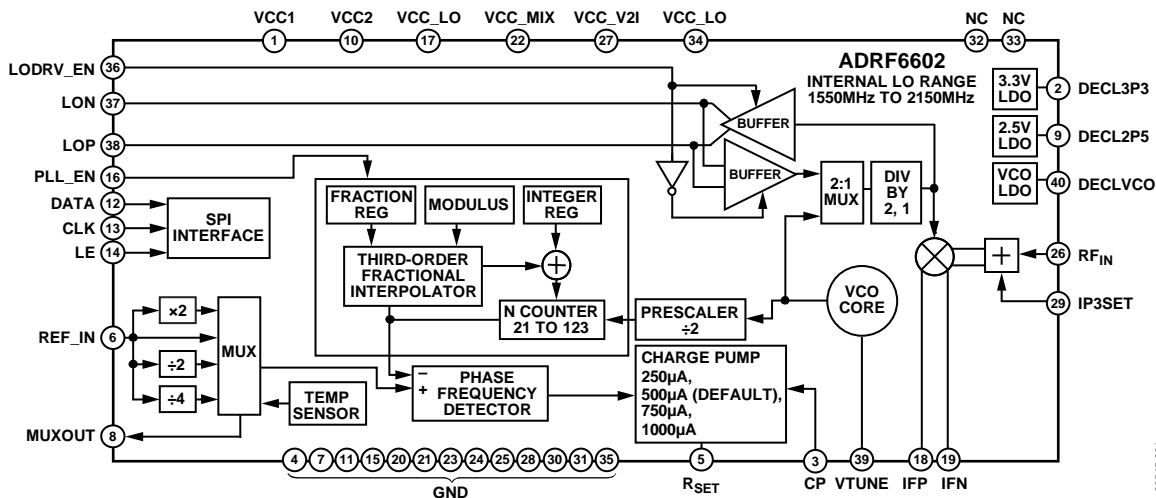 VCC1 VCC2 VCC_LO VCC_MIX VCC_V2I VCC_LO NC NC
1 10 17 22 27 34 32 33
LODRV_EN 36
LON 37
LOP 38
PLL_EN 16
DATA 12
CLK 13
LE 14
REF_IN 6
MUXOUT 8
ADRF6602
INTERNAL LO RANGE
1550MHz TO 2150MHz
BUFFER
BUFFER
2:1
MUX
DIV
BY
2, 1
3.3V
LDO
2 DECL3P3
2.5V
LDO
9 DECL2P5
VCO
LDO
40 DECLVCO
26 RFIN
29 IP3SET
SPI
INTERFACE
FRACTION
REG
MODULUS
INTEGER
REG
THIRD-ORDER
FRACTIONAL
INTERPOLATOR
+
N COUNTER
21 TO 123
PRESCALER
÷2
VCO
CORE
+
×2
÷2
÷4
MUX
TEMP
SENSOR
−
+
PHASE
FREQUENCY
DETECTOR
CHARGE PUMP
250µA,
500µA (DEFAULT),
750µA,
1000µA
4 7 11 15 20 21 23 24 25 28 30 31 35
GND
5 3 39 18 19
RSET CP VTUNE IFP IFN